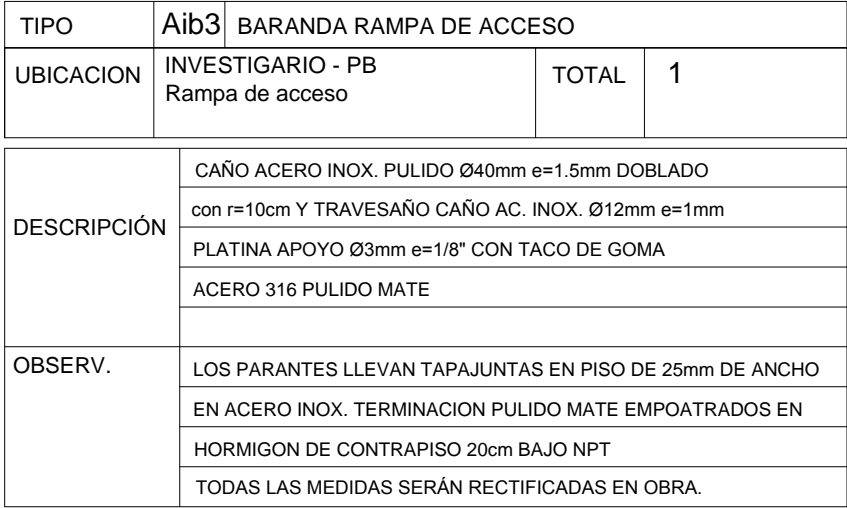 TIPO Aib3 BARANDA RAMPA DE ACCESO
UBICACION INVESTIGARIO - PB TOTAL 1
Rampa de acceso
DESCRIPCIÓN
CAÑO ACERO INOX. PULIDO Ø40mm e=1.5mm DOBLADO
con r=10cm Y TRAVESAÑO CAÑO AC. INOX. Ø12mm e=1mm
PLATINA APOYO Ø3mm e=1/8" CON TACO DE GOMA
ACERO 316 PULIDO MATE
OBSERV.
LOS PARANTES LLEVAN TAPAJUNTAS EN PISO DE 25mm DE ANCHO
EN ACERO INOX. TERMINACION PULIDO MATE EMPOATRADOS EN
HORMIGON DE CONTRAPISO 20cm BAJO NPT
TODAS LAS MEDIDAS SERÁN RECTIFICADAS EN OBRA.